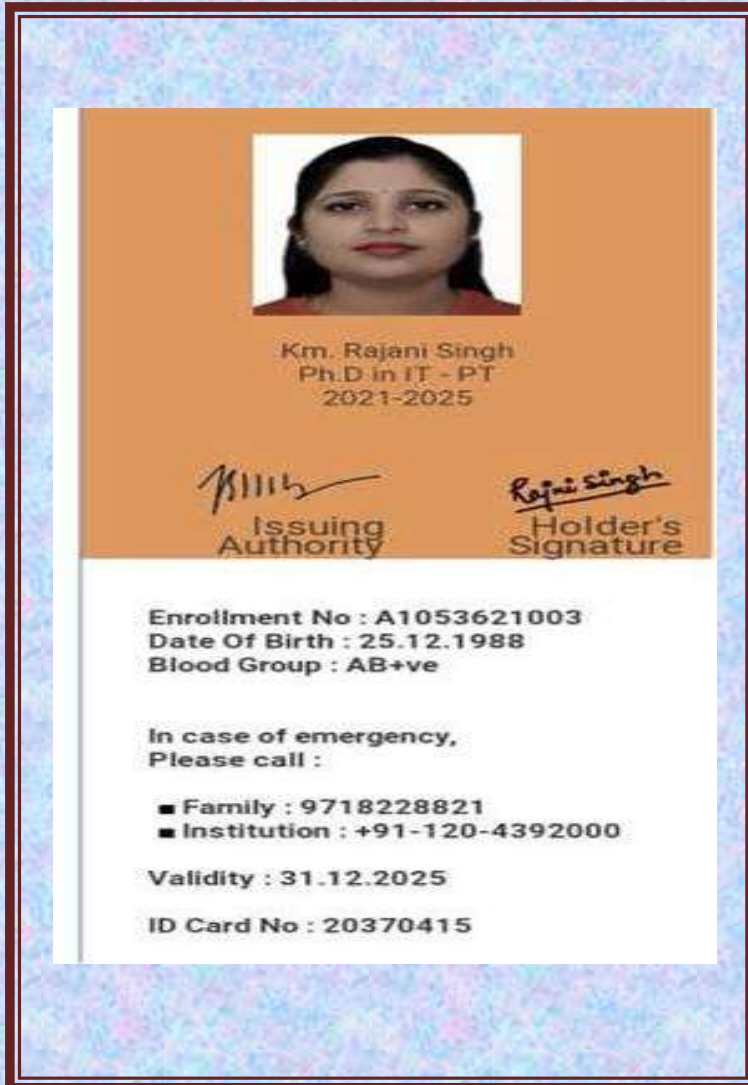 Km. Rajani Singh
Ph.D in IT - PT
2021-2025
Rajni Singh
Issuing Authority
Holder's Signature
Enrollment No : A1053621003
Date Of Birth : 25.12.1988
Blood Group : AB+ve
In case of emergency,
Please call :
▪ Family : 9718228821
▪ Institution : +91-120-4392000
Validity : 31.12.2025
ID Card No : 20370415